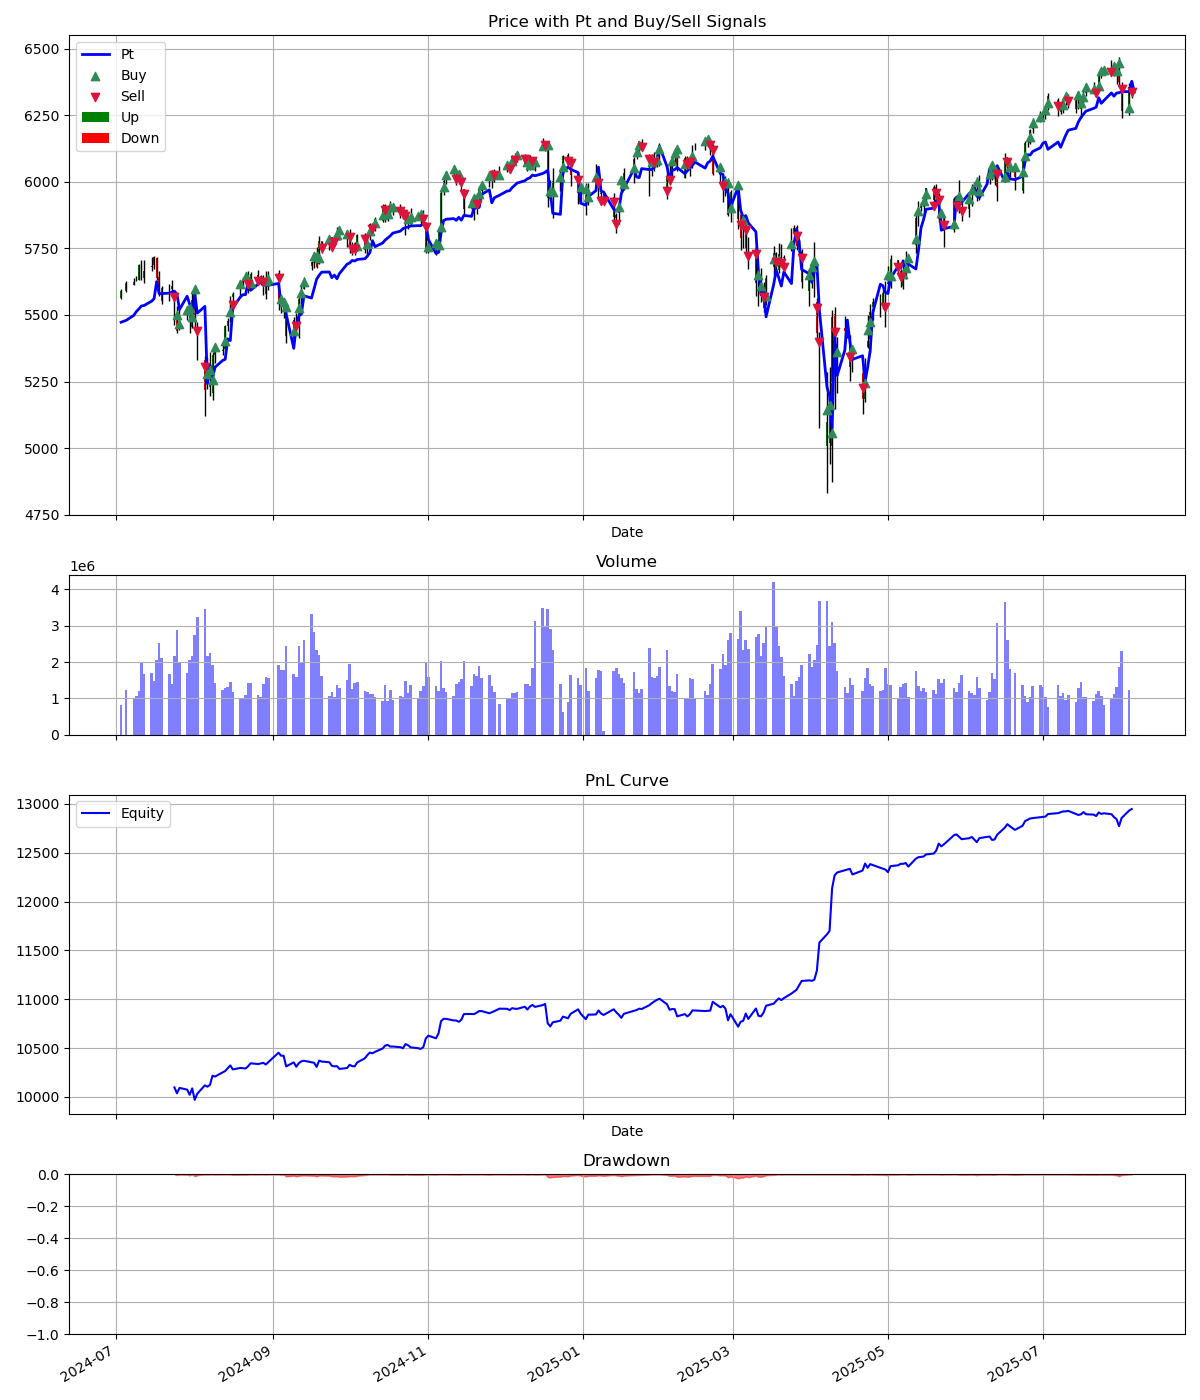 Price with Pt and Buy/Sell Signals
6500
6250
6000
5750
5500
5250
5000
4750
Pt
Buy
Sell
Up
Down
Date
Volume
1e6
4
3
2
1
0
PnL Curve
13000
12500
12000
11500
11000
10500
10000
Equity
Date
Drawdown
0.0
−0.2
−0.4
−0.6
−0.8
−1.0
2024-07
2024-09
2024-11
2025-01
2025-03
2025-05
2025-07